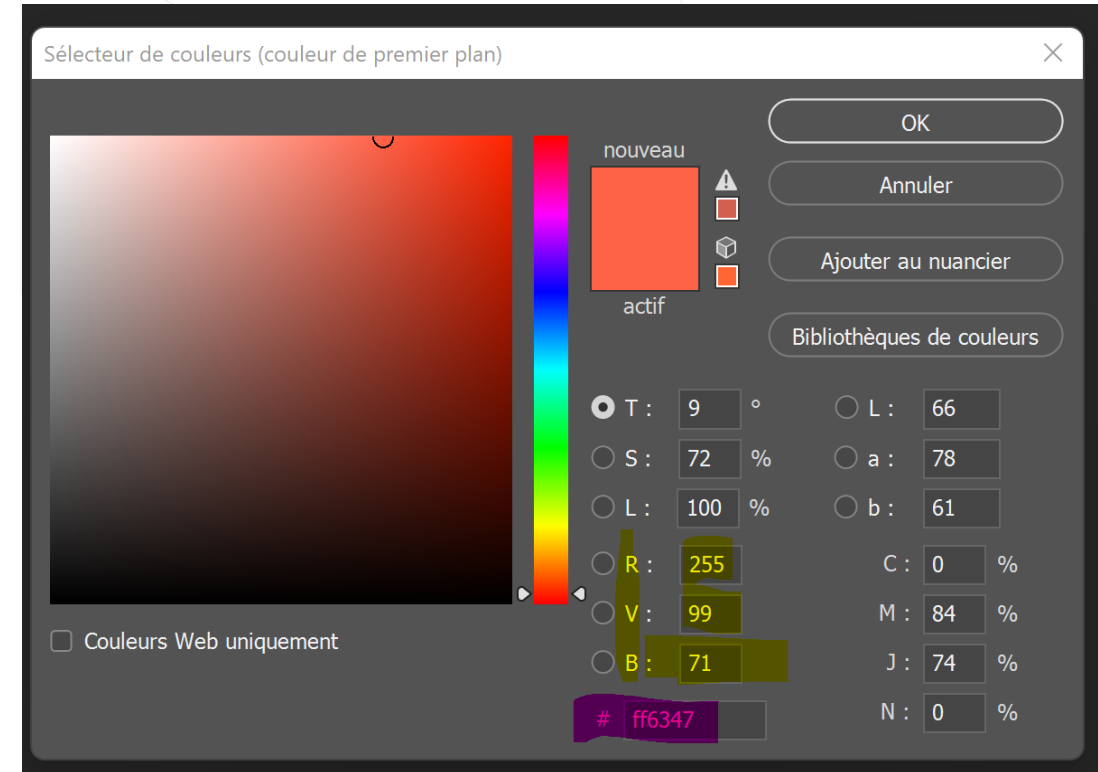 Sélecteur de couleurs (couleur de premier plan)
OK
nouveau
Annuler
Ajouter au nuancier
actif
Bibliothèques de couleurs
T : 9 ° L : 66
S : 72 % a : 78
L : 100 % b : 61
R : 255 C : 0 %
V : 99 M : 84 %
Couleurs Web uniquement
B : 71 J : 74 %
# ff6347 N : 0 %